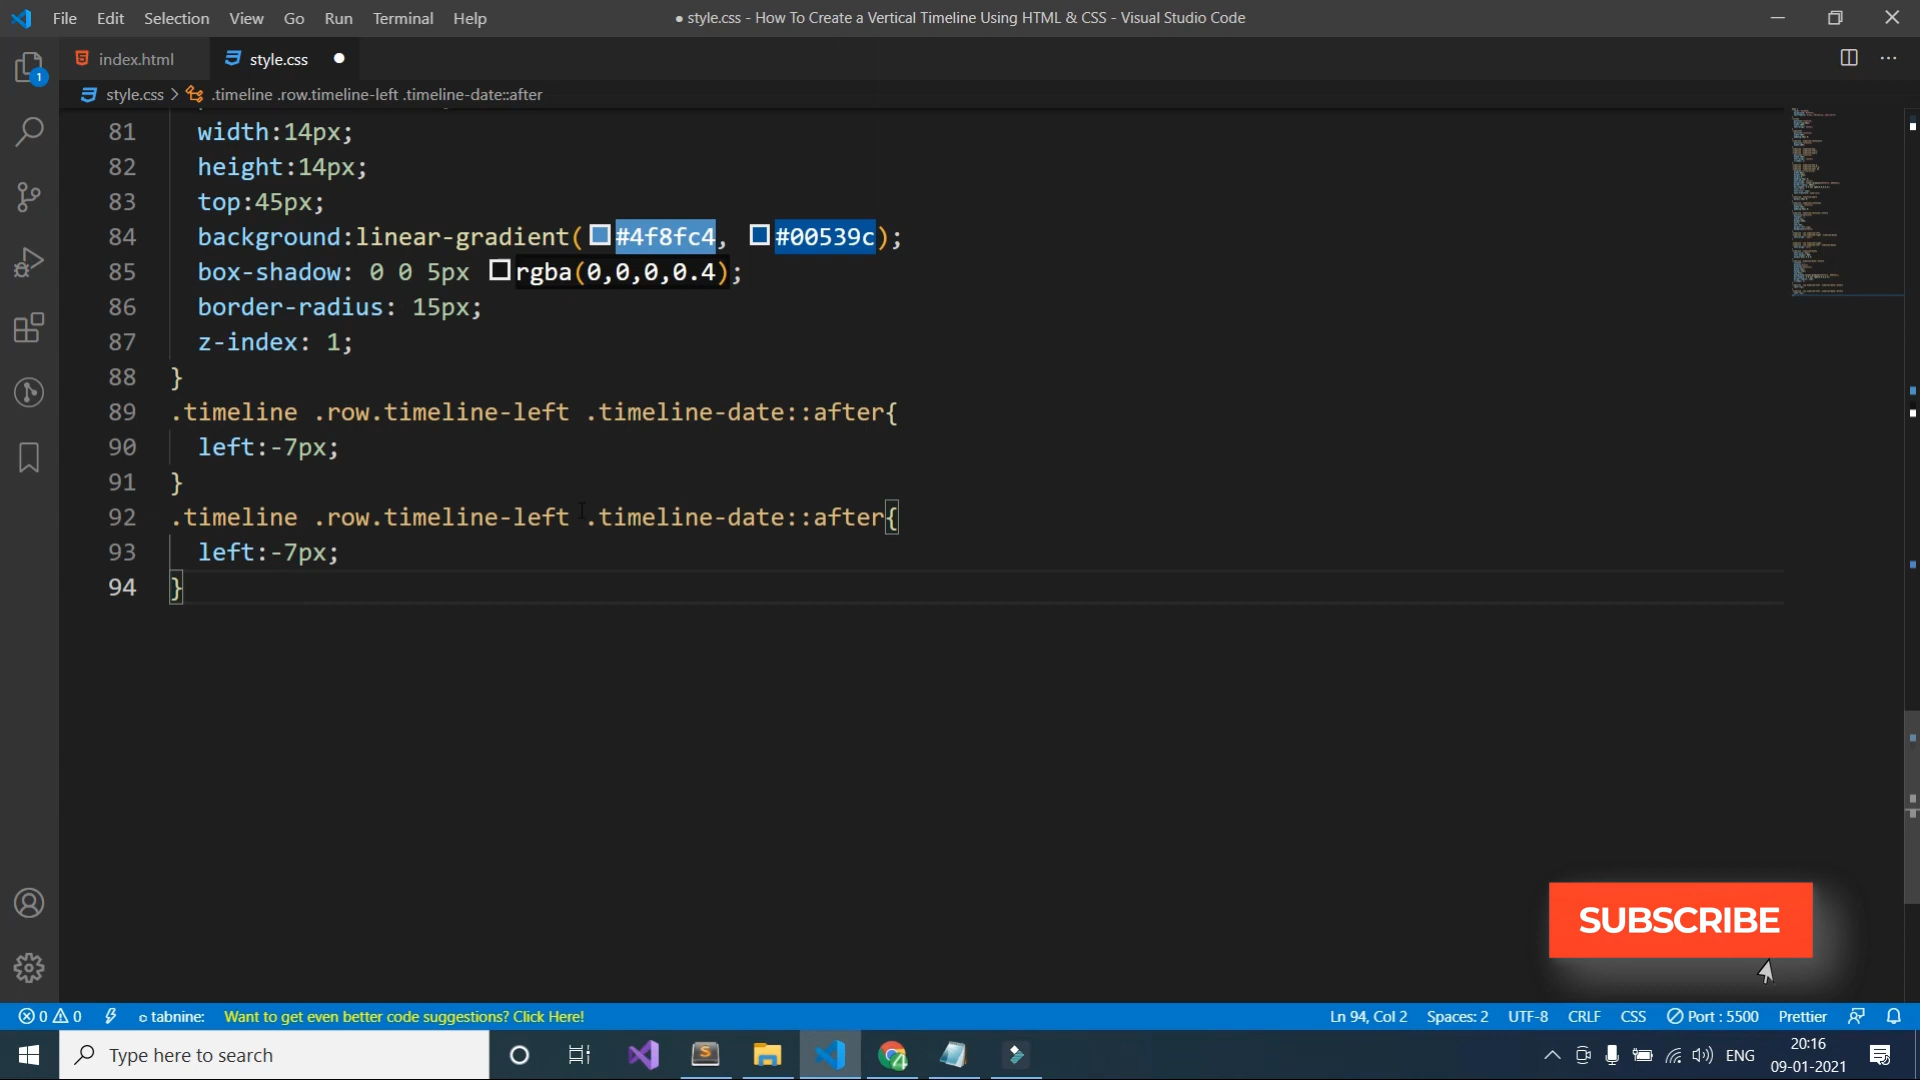 File Edit Selection View Go Run Terminal Help
● style.css - How To Create a Vertical Timeline Using HTML & CSS - Visual Studio Code
index.html style.css
style.css > .timeline .row.timeline-left .timeline-date::after
81 width:14px;
82 height:14px;
83 top:45px;
84 background:linear-gradient(#4f8fc4, #00539c);
85 box-shadow: 0 0 5px rgba(0,0,0,0.4);
86 border-radius: 15px;
87 z-index: 1;
88 }
89 .timeline .row.timeline-left .timeline-date::after{
90 left:-7px;
91 }
92 .timeline .row.timeline-left .timeline-date::after{
93 left:-7px;
94 }
1
SUBSCRIBE
0 0 tabnine: Want to get even better code suggestions? Click Here! Ln 94, Col 2 Spaces: 2 UTF-8 CRLF CSS Port : 5500 Prettier
Type here to search
ENG
20:16
09-01-2021